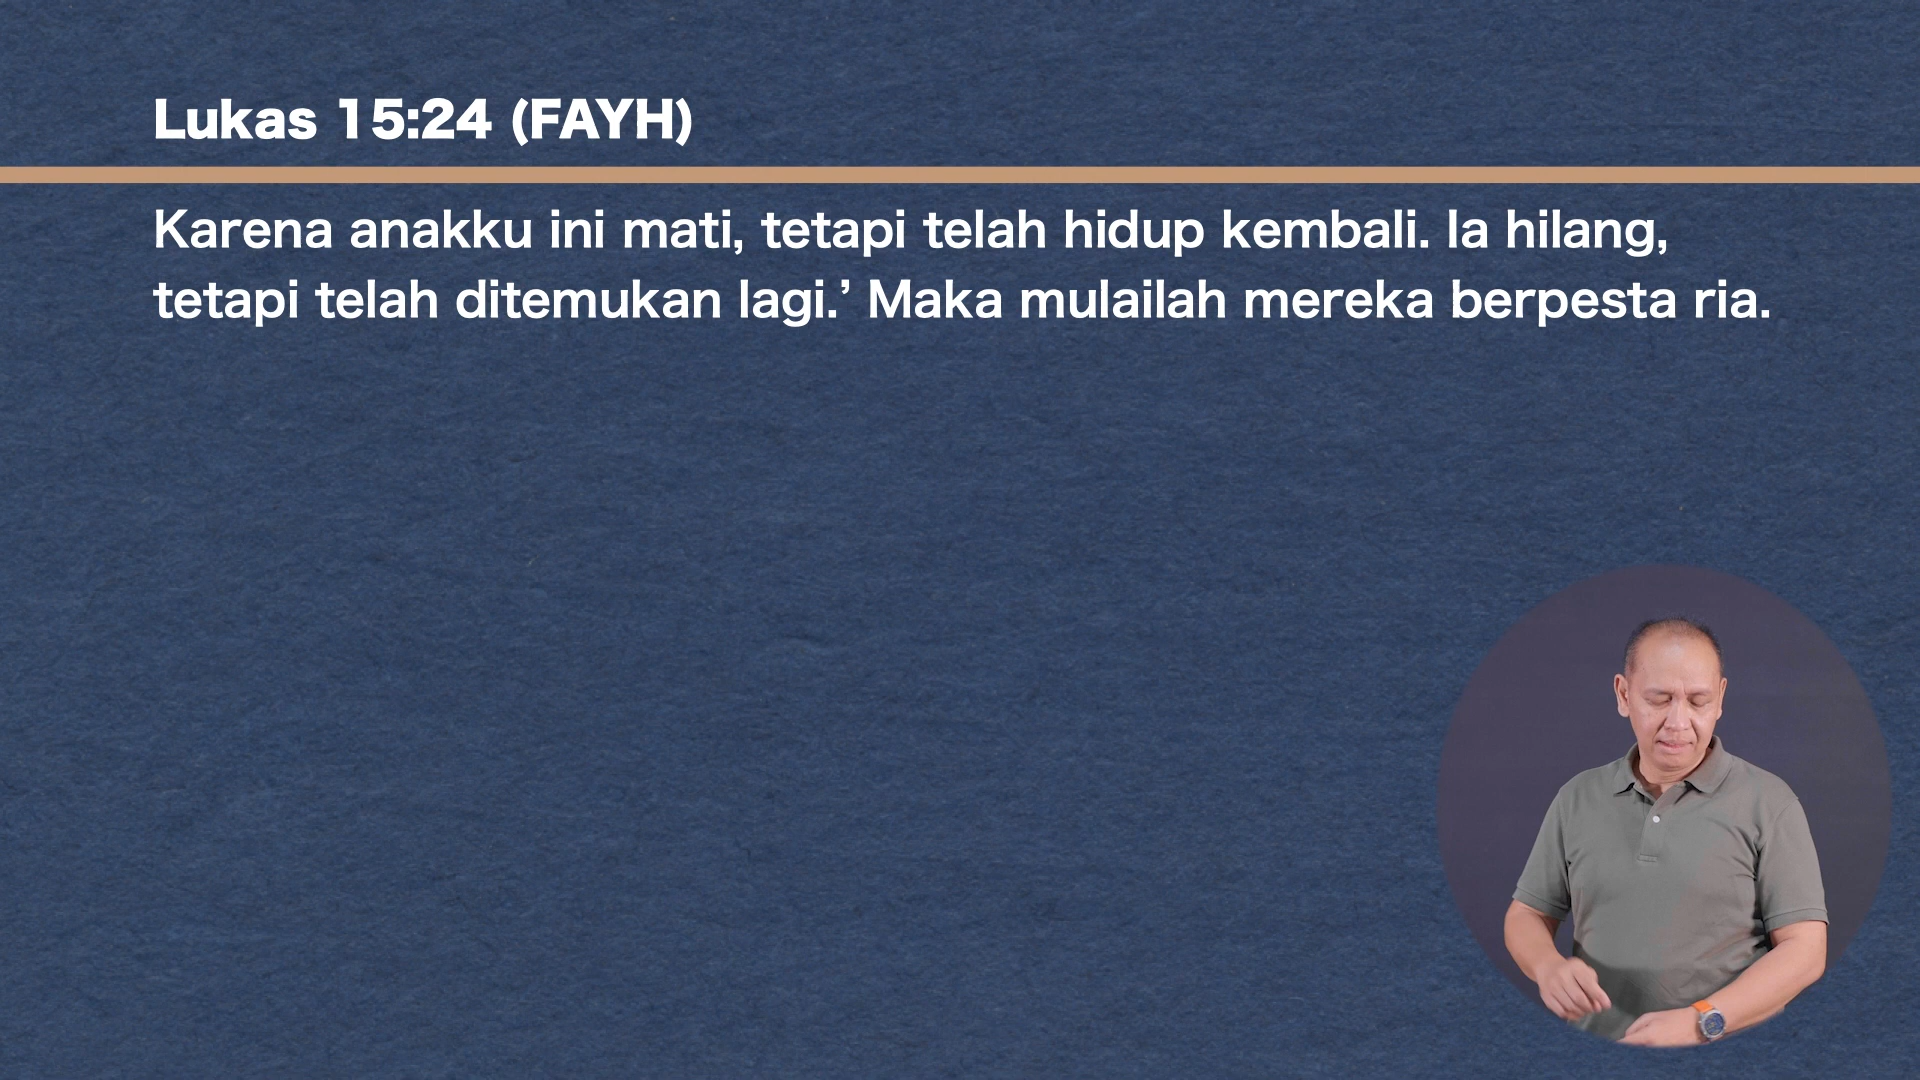 Lukas 15:24 (FAYH)
Karena anakku ini mati, tetapi telah hidup kembali. Ia hilang,
tetapi telah ditemukan lagi.’ Maka mulailah mereka berpesta ria.